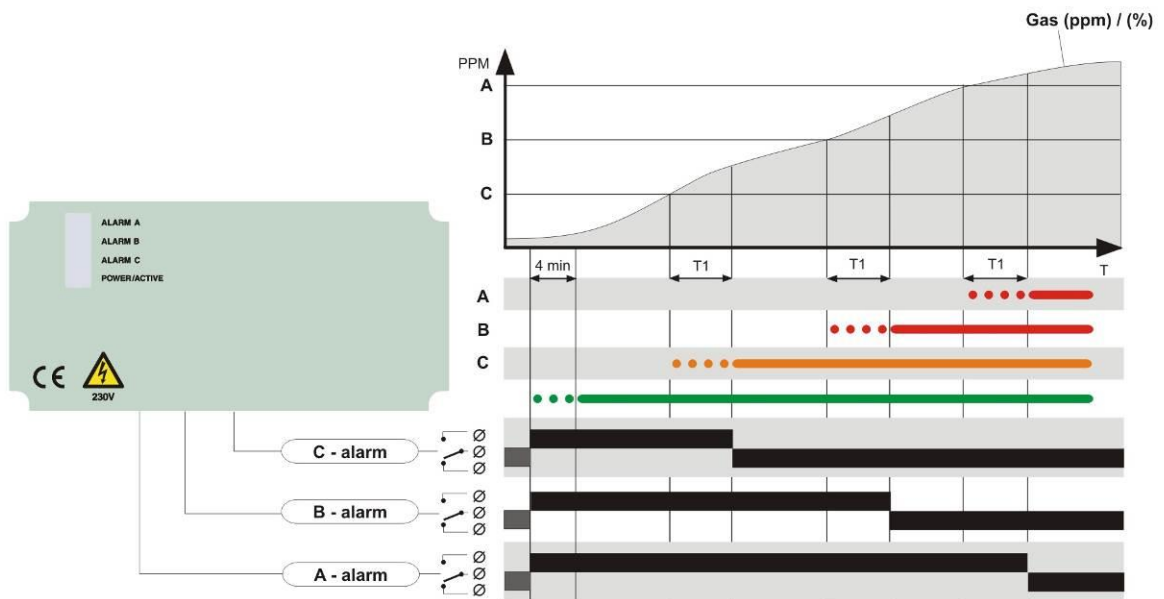 Gas (ppm) / (%)
PPM
A
B
C
ALARM A
ALARM B
ALARM C
POWER/ACTIVE
CE
230V
4 min
T1
T1
T1
T
A
B
C
C - alarm
Ø
Ø
Ø
B - alarm
Ø
Ø
Ø
A - alarm
Ø
Ø
Ø